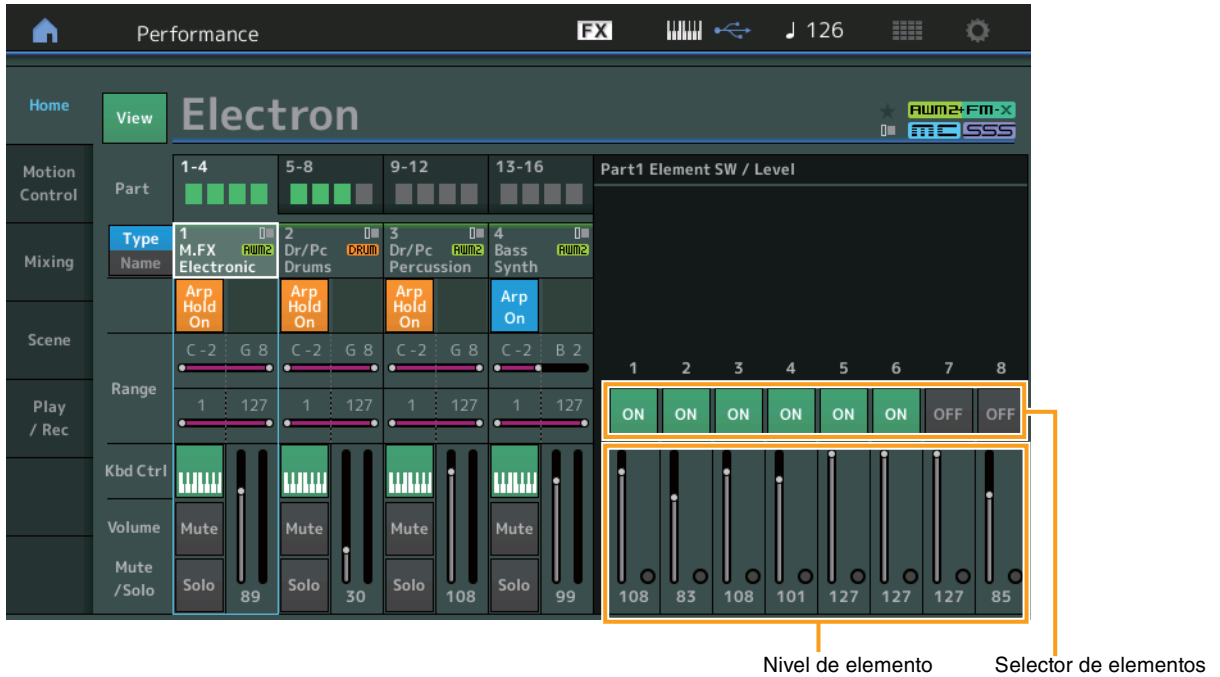 Performance FX 126
Home View Electron AWM2+FM-X
MC SSS
Motion Control
Part 1-4 5-8 9-12 13-16 Part1 Element SW / Level
Type Name
1 M.FX AWM2 Electronic
2 Dr/Pc DRUM Drums
3 Dr/Pc AWM2 Percussion
4 Bass AWM2 Synth
Mixing
Arp Hold On Arp Hold On Arp Hold On Arp On
Scene
Range C -2 G 8 C -2 G 8 C -2 G 8 C -2 B 2
1 127 1 127 1 127 1 127
1 2 3 4 5 6 7 8
ON ON ON ON ON ON OFF OFF
Play / Rec
Kbd Ctrl
Volume Mute Mute Mute Mute
Mute /Solo Solo 89 Solo 30 Solo 108 Solo 99
108 83 108 101 127 127 127 85
Nivel de elemento Selector de elementos